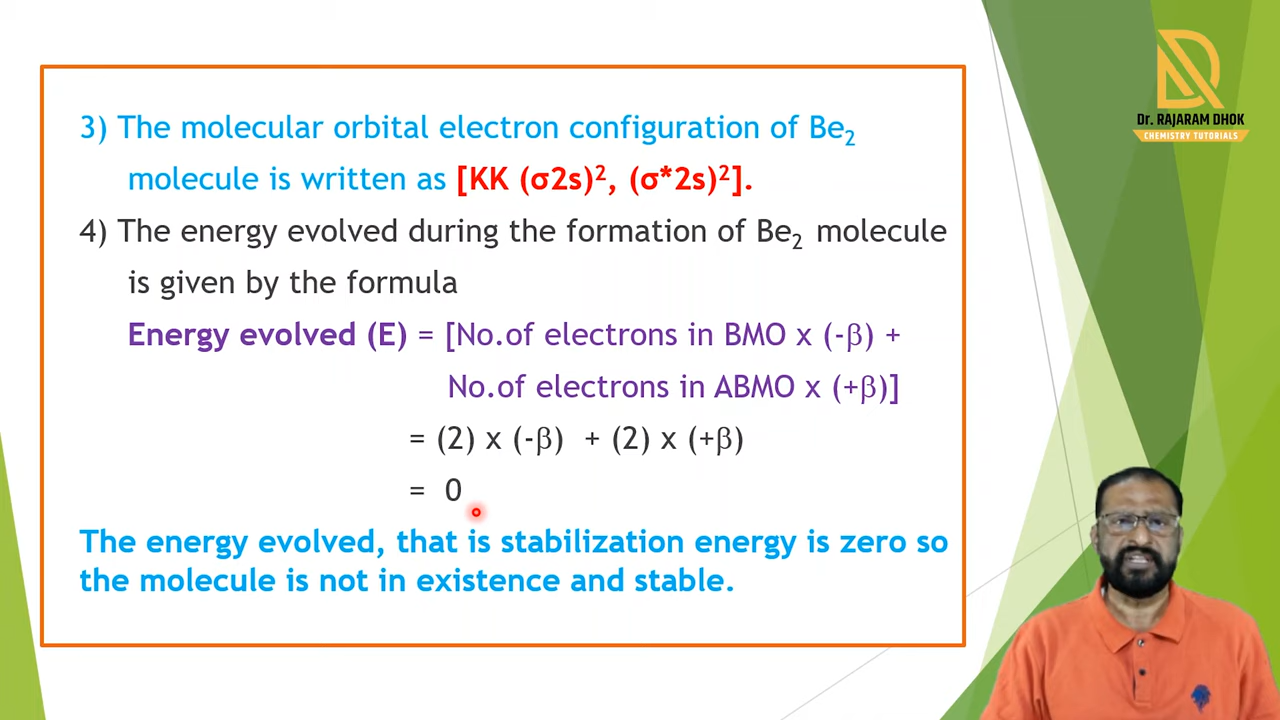 3) The molecular orbital electron configuration of Be₂
molecule is written as [KK (σ2s)², (σ*2s)²].
4) The energy evolved during the formation of Be₂ molecule
is given by the formula
Energy evolved (E) = [No.of electrons in BMO x (-β) +
No.of electrons in ABMO x (+β)]
= (2) x (-β) + (2) x (+β)
= 0
The energy evolved, that is stabilization energy is zero so
the molecule is not in existence and stable.
Dr. RAJARAM DHOK
CHEMISTRY TUTORIALS